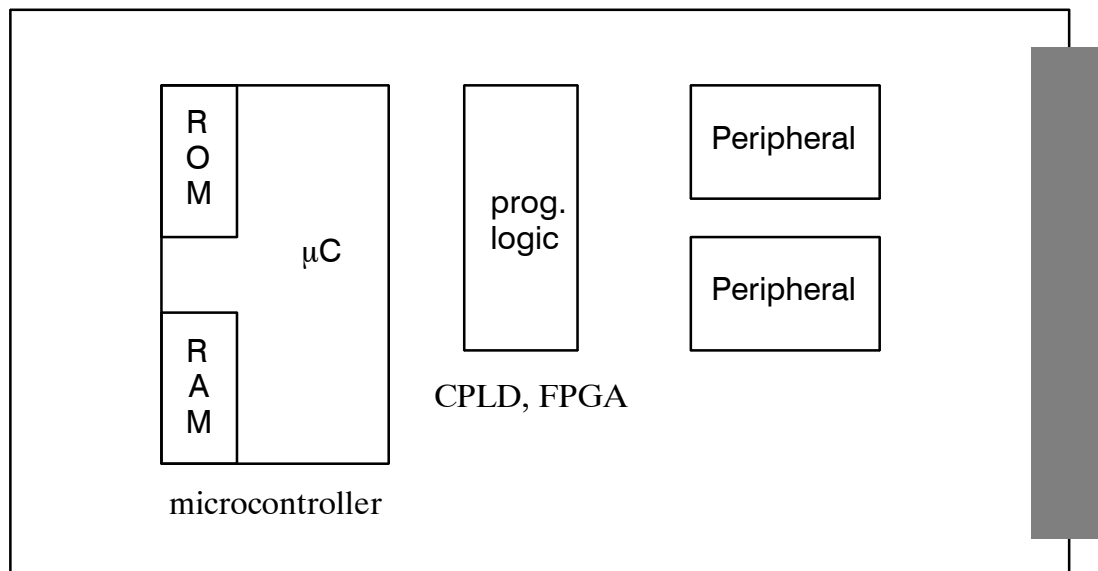 R
O
M
μC
R
A
M
microcontroller
prog.
logic
CPLD, FPGA
Peripheral
Peripheral